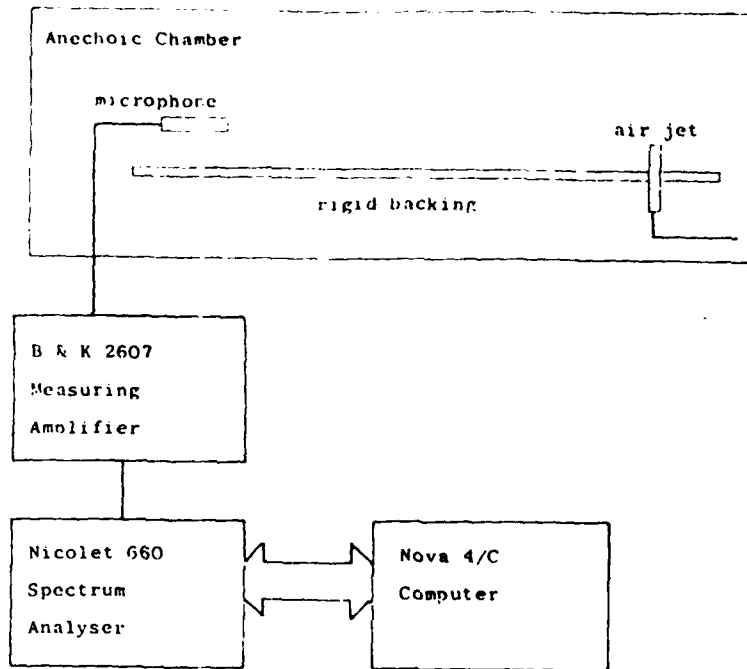 Anechoic Chamber
microphone
air jet
rigid backing
B & K 2607
Measuring
Amplifier
Nicolet 660
Spectrum
Analyser
Nova 4/C
Computer